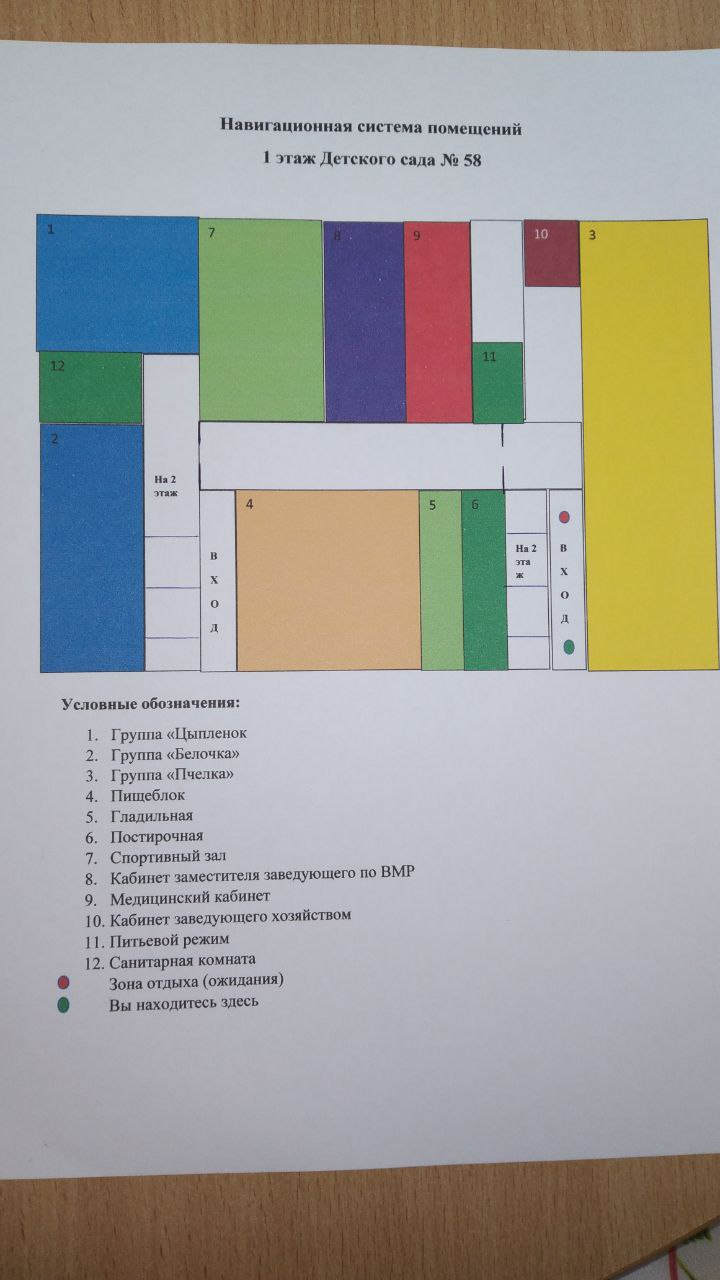 Навигационная система помещений
1 этаж Детского сада № 58
1
7
8
9
10
3
12
11
2
На 2
этаж
4
5
6
В
Х
О
Д
На 2
эта
ж
В
Х
О
Д
Условные обозначения:
1. Группа «Цыпленок
2. Группа «Белочка»
3. Группа «Пчелка»
4. Пищеблок
5. Гладильная
6. Постирочная
7. Спортивный зал
8. Кабинет заместителя заведующего по ВМР
9. Медицинский кабинет
10. Кабинет заведующего хозяйством
11. Питьевой режим
12. Санитарная комната
Зона отдыха (ожидания)
Вы находитесь здесь